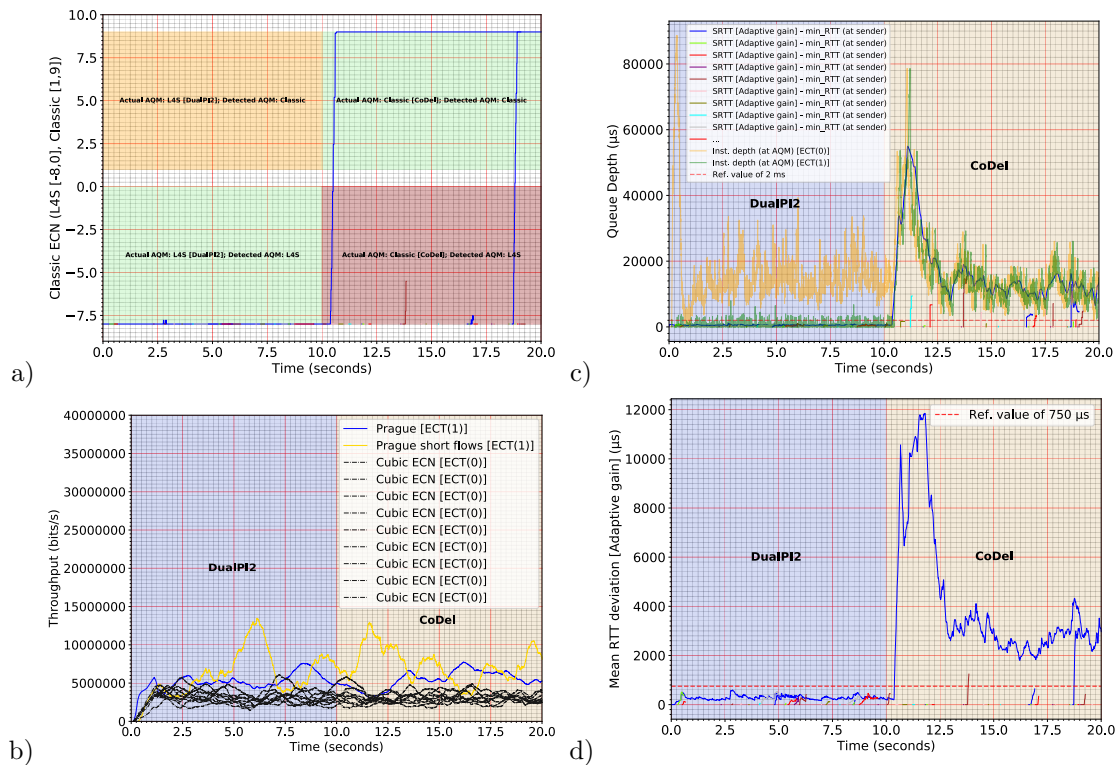 10.0
7.5
5.0
2.5
0.0
−2.5
−5.0
−7.5
Classic ECN (L4S [-8,0], Classic [1,9])
Actual AQM: L4S [DualPI2]; Detected AQM: Classic
Actual AQM: Classic [CoDel]; Detected AQM: Classic
Actual AQM: L4S [DualPI2]; Detected AQM: L4S
Actual AQM: Classic [CoDel]; Detected AQM: L4S
0.0 2.5 5.0 7.5 10.0 12.5 15.0 17.5 20.0
Time (seconds)
a)
80000
60000
40000
20000
0
Queue Depth (µs)
SRTT [Adaptive gain] - min_RTT (at sender)
SRTT [Adaptive gain] - min_RTT (at sender)
SRTT [Adaptive gain] - min_RTT (at sender)
SRTT [Adaptive gain] - min_RTT (at sender)
SRTT [Adaptive gain] - min_RTT (at sender)
SRTT [Adaptive gain] - min_RTT (at sender)
SRTT [Adaptive gain] - min_RTT (at sender)
SRTT [Adaptive gain] - min_RTT (at sender)
SRTT [Adaptive gain] - min_RTT (at sender)
...
Inst. depth (at AQM) [ECT(0)]
Inst. depth (at AQM) [ECT(1)]
Ref. value of 2 ms
DualPI2
CoDel
0.0 2.5 5.0 7.5 10.0 12.5 15.0 17.5 20.0
Time (seconds)
c)
40000000
35000000
30000000
25000000
20000000
15000000
10000000
5000000
0
Throughput (bits/s)
Prague [ECT(1)]
Prague short flows [ECT(1)]
Cubic ECN [ECT(0)]
Cubic ECN [ECT(0)]
Cubic ECN [ECT(0)]
Cubic ECN [ECT(0)]
Cubic ECN [ECT(0)]
Cubic ECN [ECT(0)]
Cubic ECN [ECT(0)]
Cubic ECN [ECT(0)]
Cubic ECN [ECT(0)]
DualPI2
CoDel
0.0 2.5 5.0 7.5 10.0 12.5 15.0 17.5 20.0
Time (seconds)
b)
12000
10000
8000
6000
4000
2000
0
Mean RTT deviation [Adaptive gain] (µs)
Ref. value of 750 µs
DualPI2
CoDel
0.0 2.5 5.0 7.5 10.0 12.5 15.0 17.5 20.0
Time (seconds)
d)